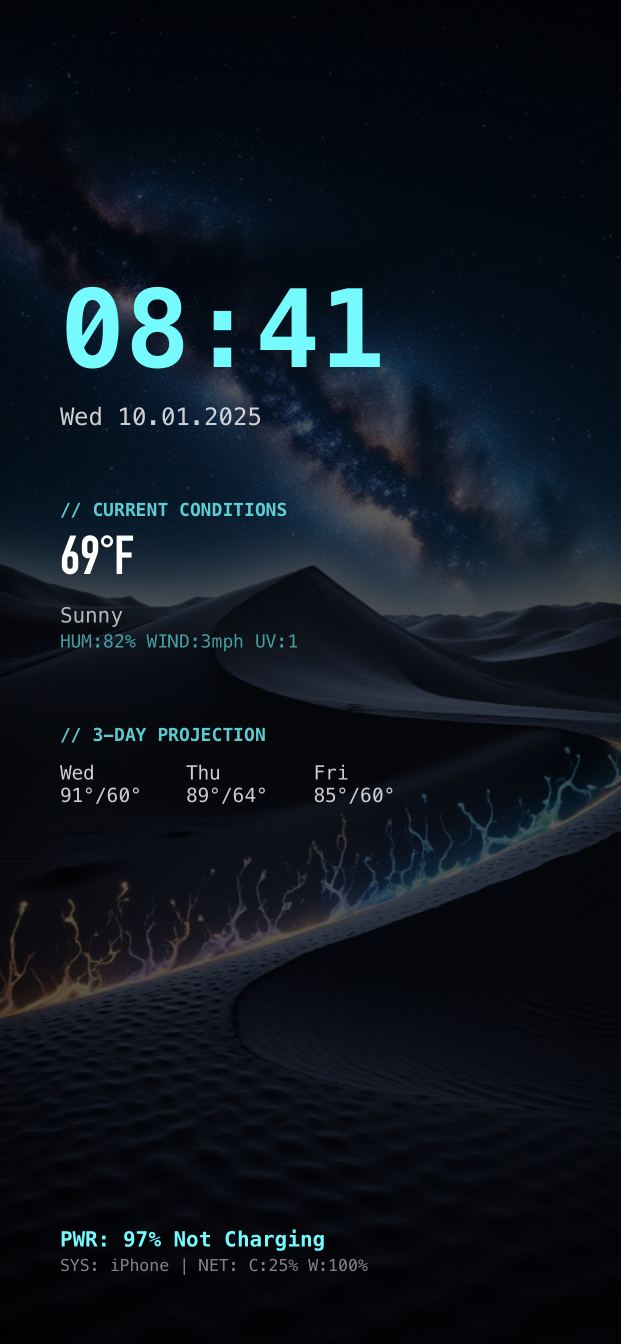 08:41
Wed 10.01.2025
// CURRENT CONDITIONS
69°F
Sunny
HUM:82% WIND:3mph UV:1
// 3–DAY PROJECTION
Wed Thu Fri
91°/60° 89°/64° 85°/60°
PWR: 97% Not Charging
SYS: iPhone | NET: C:25% W:100%